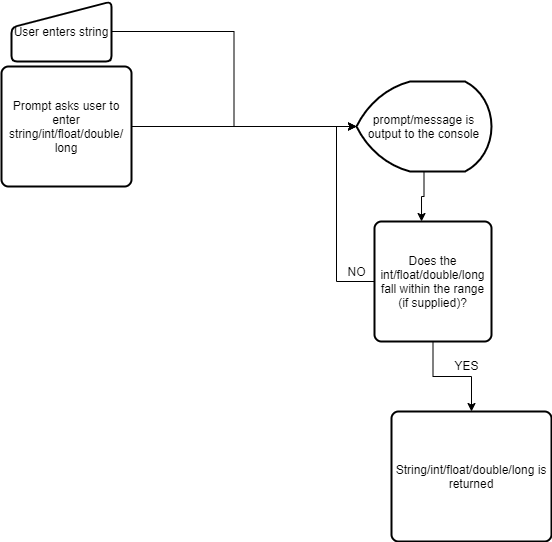 User enters string
Prompt asks user to
enter
string/int/float/double/
long
prompt/message is
output to the console
Does the
int/float/double/long
fall within the range
(if supplied)?
NO
YES
String/int/float/double/long is
returned